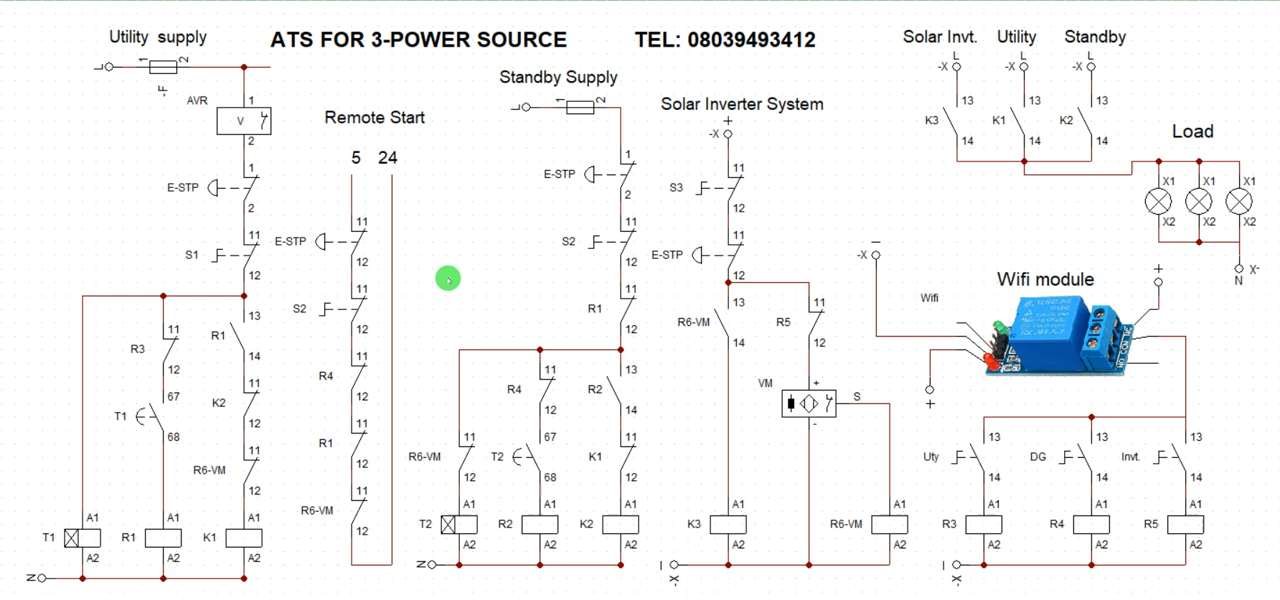 Utility supply
ATS FOR 3-POWER SOURCE
TEL: 08039493412
Solar Invt.
Utility
Standby
L
1
2
-F
L
-X
L
-X
L
-X
Standby Supply
AVR
1
V
2
Remote Start
L
1
2
Solar Inverter System
+
-X
K3
13
14
K1
13
14
K2
13
14
Load
5
24
E-STP
1
2
E-STP
1
2
S3
11
12
X1
X2
X1
X2
X1
X2
S1
11
12
E-STP
11
12
S2
11
12
E-STP
11
12
-X
N
X-
Wifi module
+
R3
11
12
R1
13
14
S2
11
12
R1
11
12
R6-VM
13
14
R5
11
12
Wifi
NO CON NC
T1
67
68
K2
11
12
R4
11
12
R4
11
12
R2
13
14
VM
+
-
S
+
R6-VM
11
12
R1
11
12
R6-VM
11
12
T2
67
68
K1
11
12
Uty
13
14
DG
13
14
Invt.
13
14
R6-VM
11
12
T1
A1
A2
R1
A1
A2
K1
A1
A2
T2
A1
A2
R2
A1
A2
K2
A1
A2
K3
A1
A2
R6-VM
A1
A2
R3
A1
A2
R4
A1
A2
R5
A1
A2
N
N
I
-X
I
-X